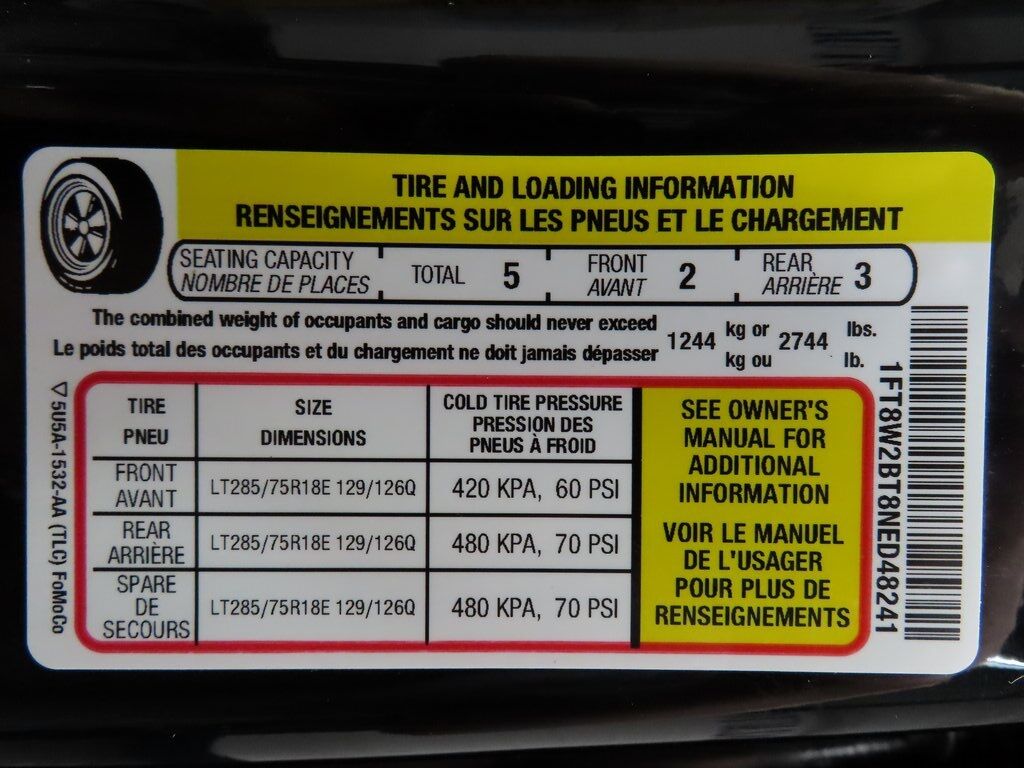 TIRE AND LOADING INFORMATION
RENSEIGNEMENTS SUR LES PNEUS ET LE CHARGEMENT
SEATING CAPACITY
NOMBRE DE PLACES
TOTAL 5
FRONT
AVANT 2
REAR
ARRIÈRE 3
The combined weight of occupants and cargo should never exceed 1244 kg or 2744 lbs.
Le poids total des occupants et du chargement ne doit jamais dépasser kg ou lb.
TIRE
PNEU
SIZE
DIMENSIONS
COLD TIRE PRESSURE
PRESSION DES
PNEUS À FROID
FRONT
AVANT
LT285/75R18E 129/126Q
420 KPA, 60 PSI
REAR
ARRIÈRE
LT285/75R18E 129/126Q
480 KPA, 70 PSI
SPARE
DE
SECOURS
LT285/75R18E 129/126Q
480 KPA, 70 PSI
SEE OWNER'S
MANUAL FOR
ADDITIONAL
INFORMATION
VOIR LE MANUEL
DE L'USAGER
POUR PLUS DE
RENSEIGNEMENTS
5U5A-1532-AA (TLC) FoMoCo
1FT8W2BT8NED48241